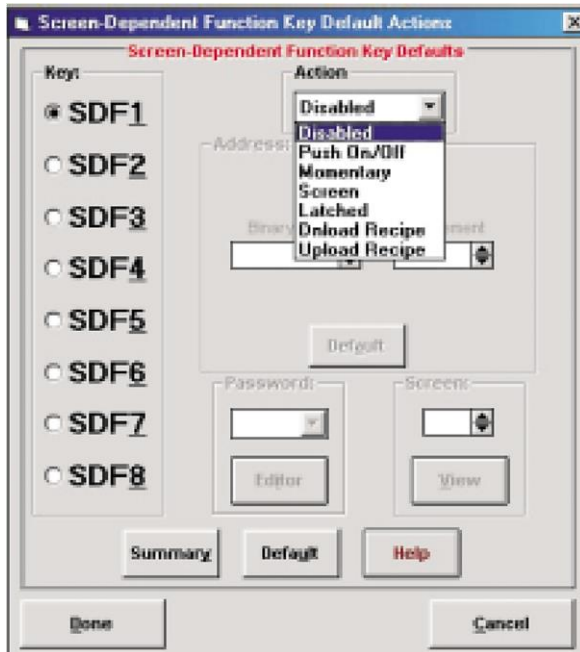 Screen-Dependent Function Key Default Actions
Screen-Dependent Function Key Defaults
Key:
SDF1
SDF2
SDF3
SDF4
SDF5
SDF6
SDF7
SDF8
Action
Disabled
Disabled
Push On/Off
Momentary
Screen
Latched
Dnload Recipe
Upload Recipe
Address:
Binary
Default
Password:
Editor
Screen:
View
Summary
Default
Help
Done
Cancel